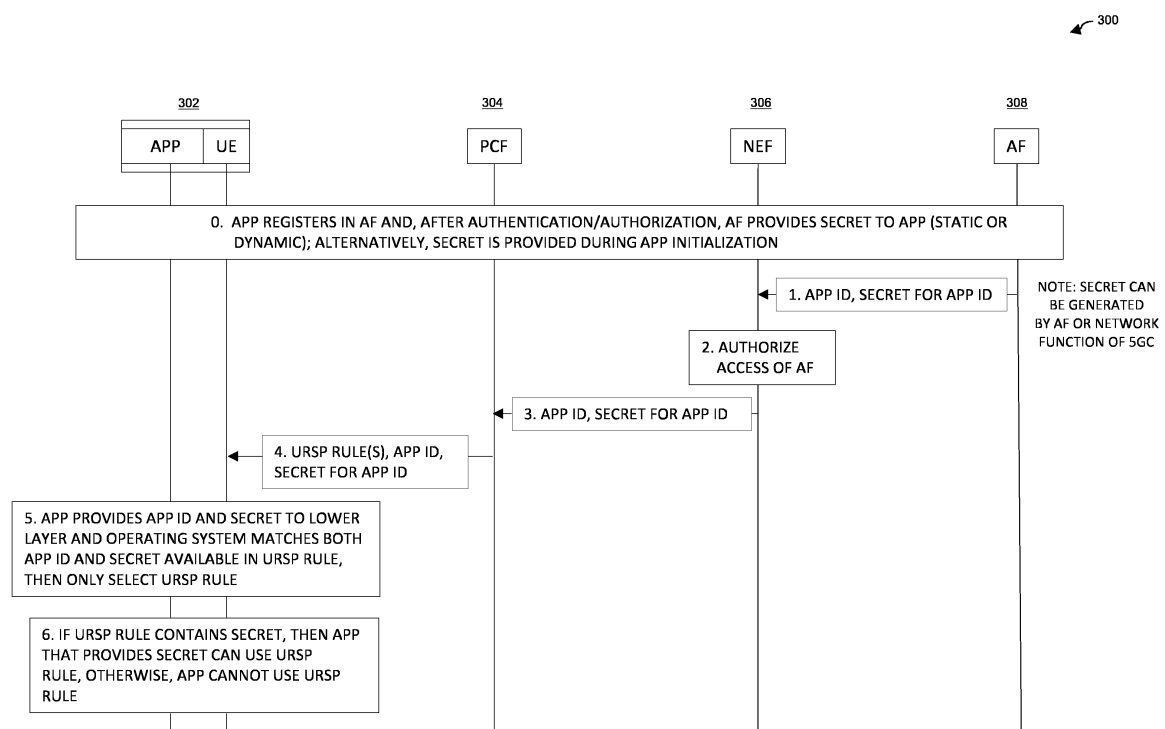 300
302
304
306
308
APP
UE
PCF
NEF
AF
0. APP REGISTERS IN AF AND, AFTER AUTHENTICATION/AUTHORIZATION, AF PROVIDES SECRET TO APP (STATIC OR
DYNAMIC); ALTERNATIVELY, SECRET IS PROVIDED DURING APP INITIALIZATION
1. APP ID, SECRET FOR APP ID
NOTE: SECRET CAN
BE GENERATED
BY AF OR NETWORK
FUNCTION OF 5GC
2. AUTHORIZE
ACCESS OF AF
3. APP ID, SECRET FOR APP ID
4. URSP RULE(S), APP ID,
SECRET FOR APP ID
5. APP PROVIDES APP ID AND SECRET TO LOWER
LAYER AND OPERATING SYSTEM MATCHES BOTH
APP ID AND SECRET AVAILABLE IN URSP RULE,
THEN ONLY SELECT URSP RULE
6. IF URSP RULE CONTAINS SECRET, THEN APP
THAT PROVIDES SECRET CAN USE URSP
RULE, OTHERWISE, APP CANNOT USE URSP
RULE